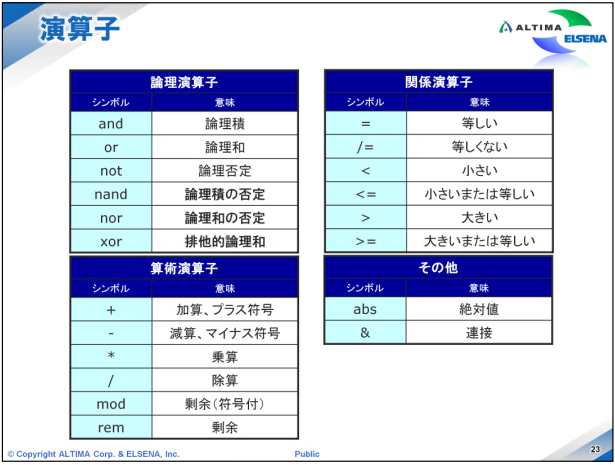 演算子
ALTIMA
ELSENA
論理演算子
シンボル 意味
and 論理積
or 論理和
not 論理否定
nand 論理積の否定
nor 論理和の否定
xor 排他的論理和
算術演算子
シンボル 意味
+ 加算、プラス符号
- 減算、マイナス符号
* 乗算
/ 除算
mod 剰余（符号付）
rem 剰余
関係演算子
シンボル 意味
= 等しい
/= 等しくない
< 小さい
<= 小さいまたは等しい
> 大きい
>= 大きいまたは等しい
その他
シンボル 意味
abs 絶対値
& 連接
© Copyright ALTIMA Corp. & ELSENA, Inc.
Public
23